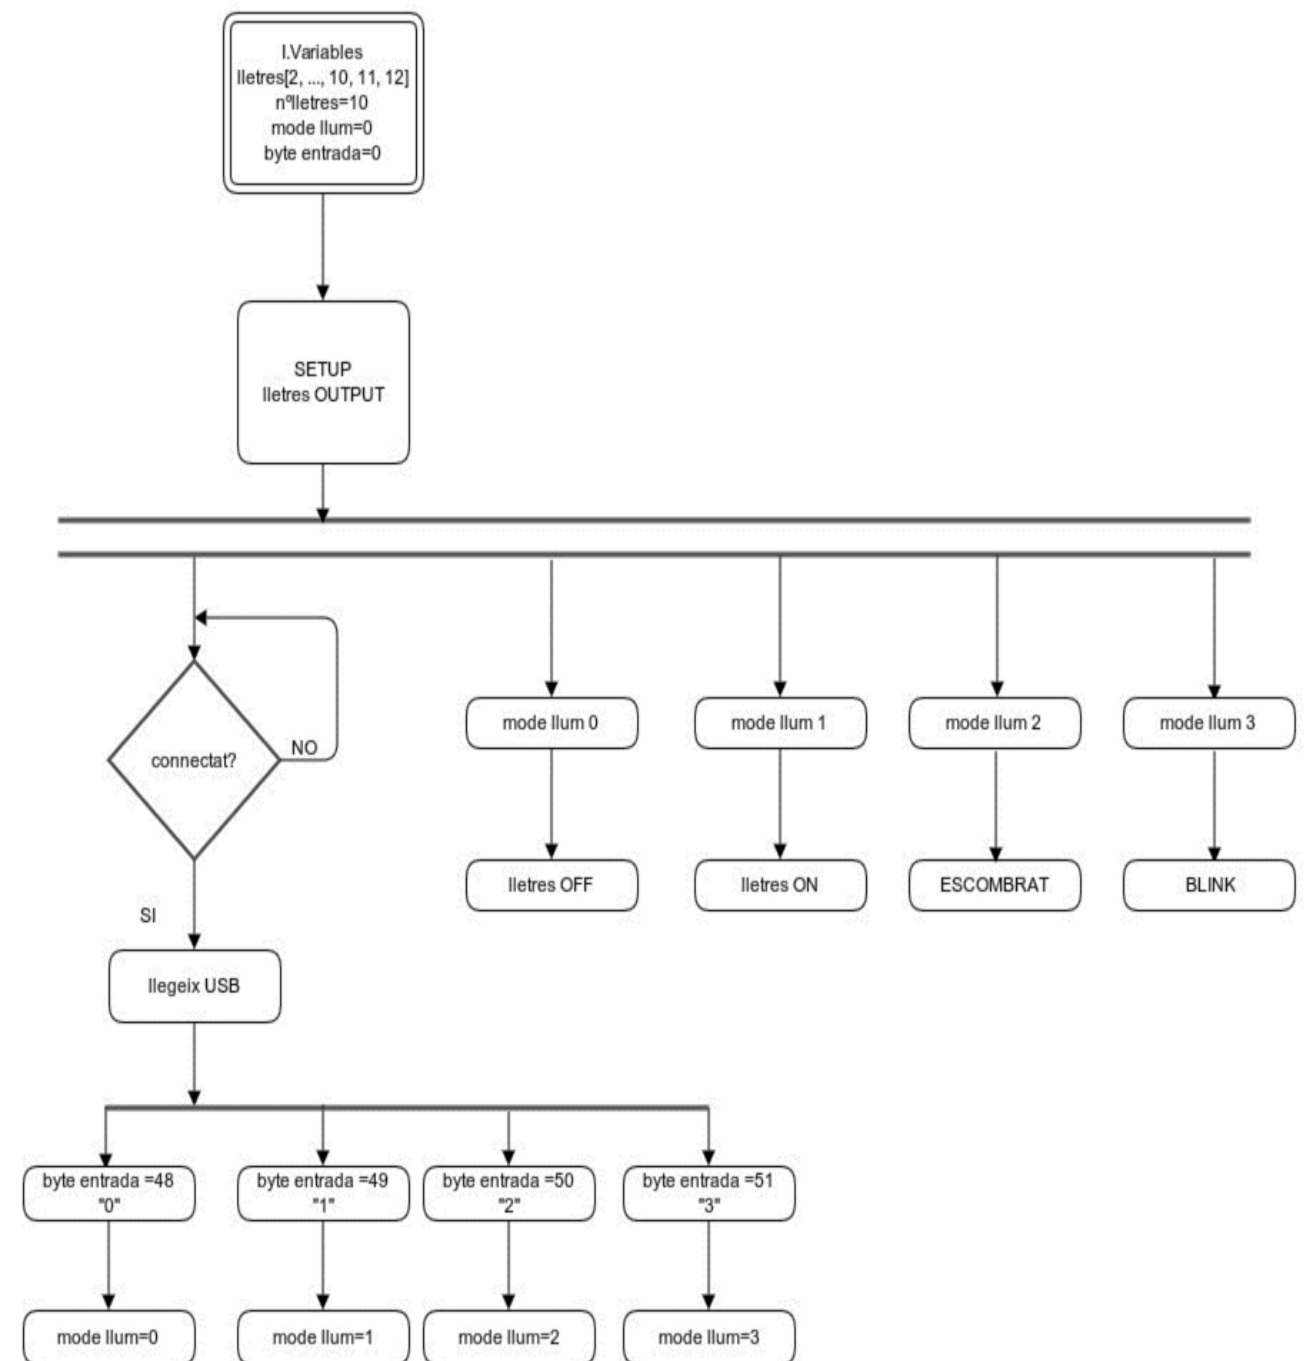 I.Variables
lletres[2, ..., 10, 11, 12]
nºlletres=10
mode llum=0
byte entrada=0
SETUP
lletres OUTPUT
connectat?
NO
SI
mode llum 0
mode llum 1
mode llum 2
mode llum 3
lletres OFF
lletres ON
ESCOMBRAT
BLINK
llegeix USB
byte entrada =48
"0"
byte entrada =49
"1"
byte entrada =50
"2"
byte entrada =51
"3"
mode llum=0
mode llum=1
mode llum=2
mode llum=3